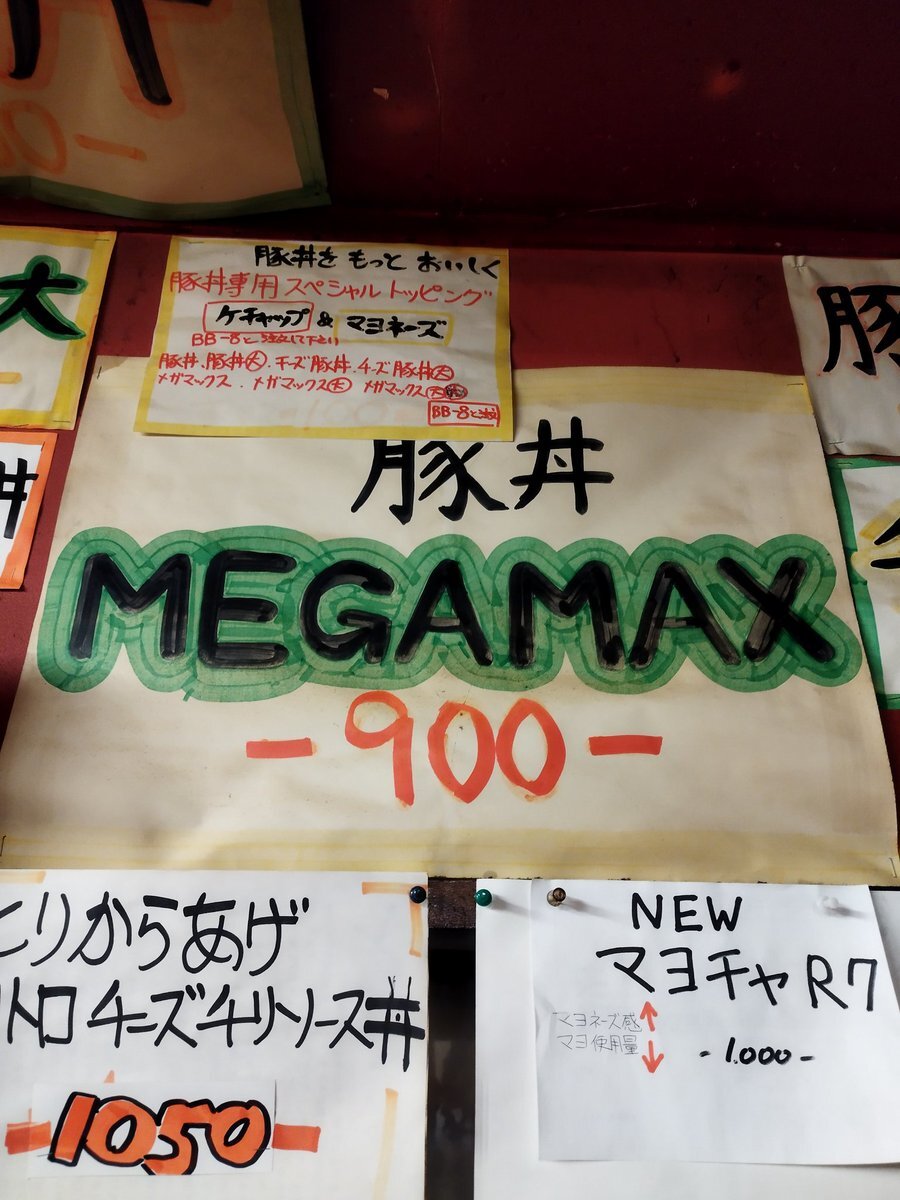 大
豚丼を もっと おいしく
豚丼専用 スペシャルトッピング
ケチャップ & マヨネーズ
BB-8と注文して下さい
豚丼、豚丼大、チーズ豚丼、チーズ豚丼大
メガマックス、メガマックス大 メガマックス
BB-8と注文
豚
丼
豚丼
MEGAMAX
-900-
とりからあげ
トロチーズチリソース丼
-1050-
NEW
マヨチャR7
マヨネーズ感↑
マヨ使用量↓
-1.000-